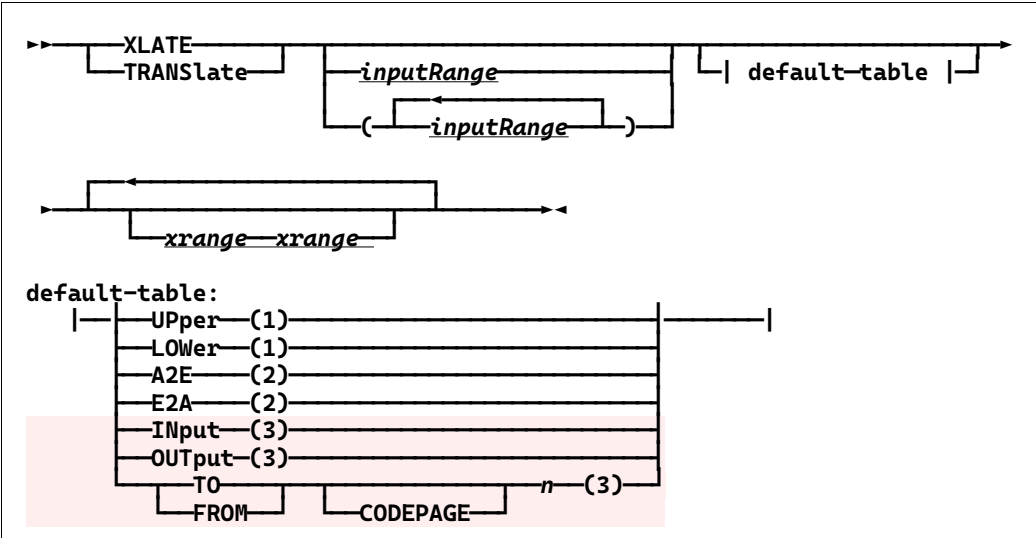 XLATE
TRANSlate inputRange | default table |
( inputRange )
xrange xrange
default-table:
UPper (1)
LOWer (1)
A2E (2)
E2A (2)
INput (3)
OUTput (3)
TO n (3)
FROM CODEPAGE